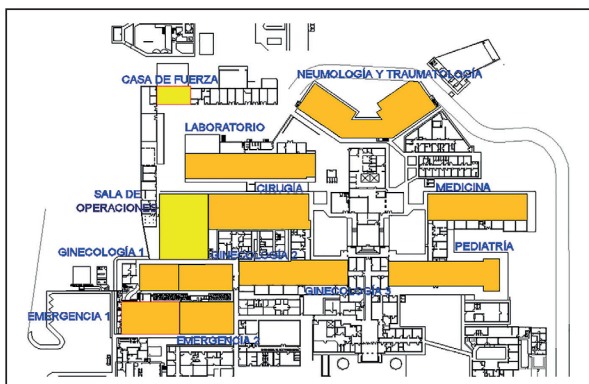 CASA DE FUERZA
NEUMOLOGÍA Y TRAUMATOLOGÍA
LABORATORIO
CIRUGÍA
MEDICINA
SALA DE
OPERACIONES
GINECOLOGÍA 1
GINECOLOGÍA 2
PEDIATRÍA
GINECOLOGÍA 3
EMERGENCIA 1
EMERGENCIA 2